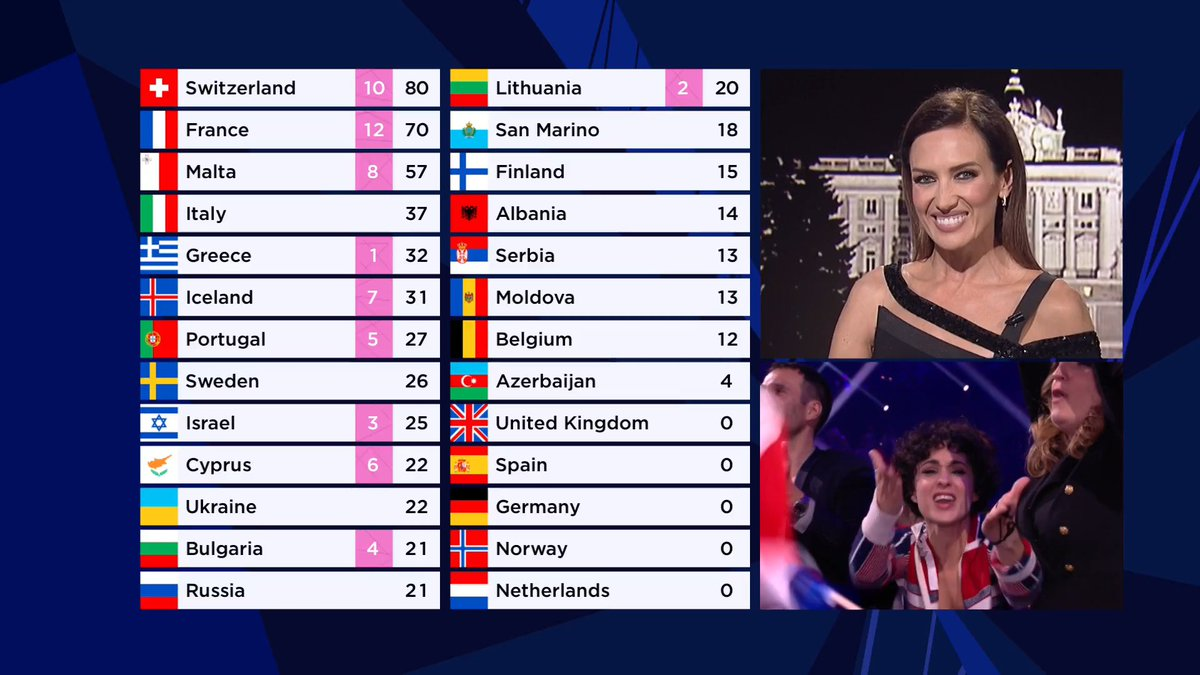 Switzerland 10 80
France 12 70
Malta 8 57
Italy 37
Greece 1 32
Iceland 7 31
Portugal 5 27
Sweden 26
Israel 3 25
Cyprus 6 22
Ukraine 22
Bulgaria 4 21
Russia 21
Lithuania 2 20
San Marino 18
Finland 15
Albania 14
Serbia 13
Moldova 13
Belgium 12
Azerbaijan 4
United Kingdom 0
Spain 0
Germany 0
Norway 0
Netherlands 0